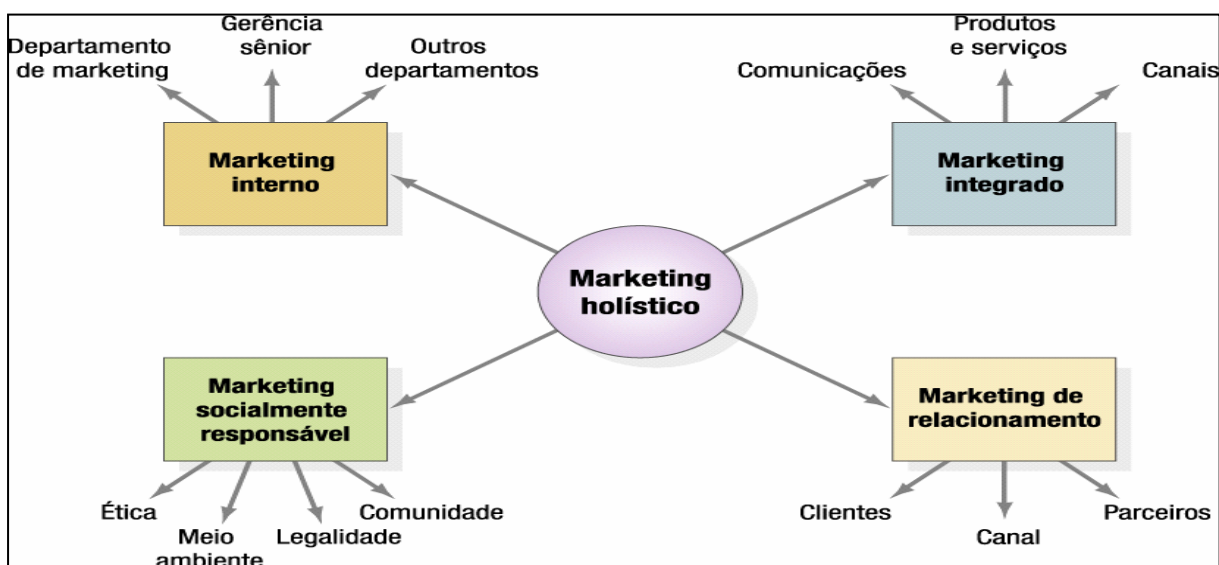 Departamento
de marketing
Gerência
sênior
Outros
departamentos
Marketing
interno
Comunicações
Produtos
e serviços
Canais
Marketing
integrado
Marketing
holístico
Marketing
socialmente
responsável
Ética
Meio
ambiente
Legalidade
Comunidade
Marketing de
relacionamento
Clientes
Canal
Parceiros